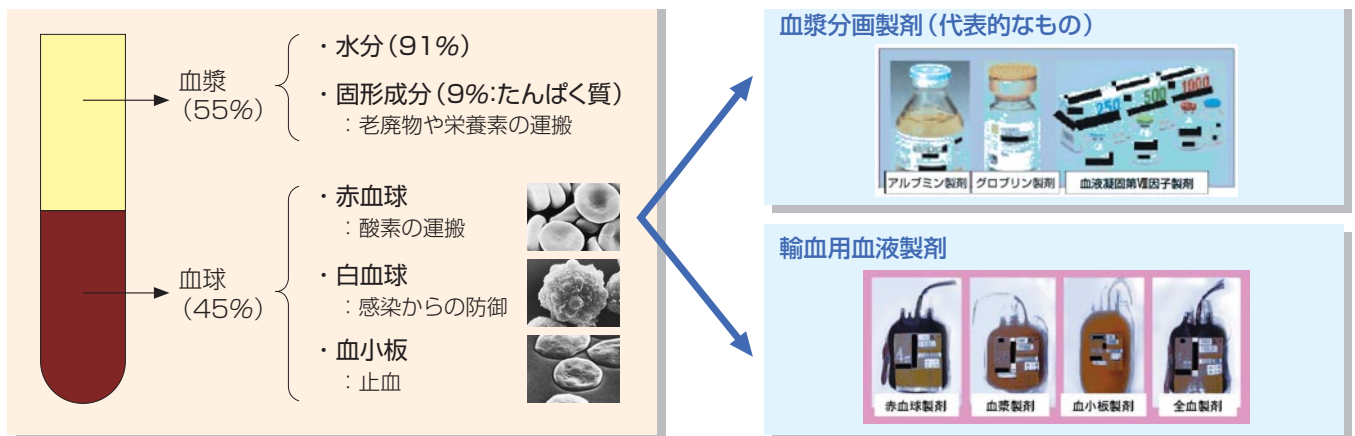 血漿
(55%)
・水分(91%)
・固形成分(9%:たんぱく質)
：老廃物や栄養素の運搬
血球
(45%)
・赤血球
：酸素の運搬
・白血球
：感染からの防御
・血小板
：止血
血漿分画製剤(代表的なもの)
250 500 1000
アルブミン製剤 グロブリン製剤 血液凝固第Ⅷ因子製剤
輸血用血液製剤
赤血球製剤 血漿製剤 血小板製剤 全血製剤